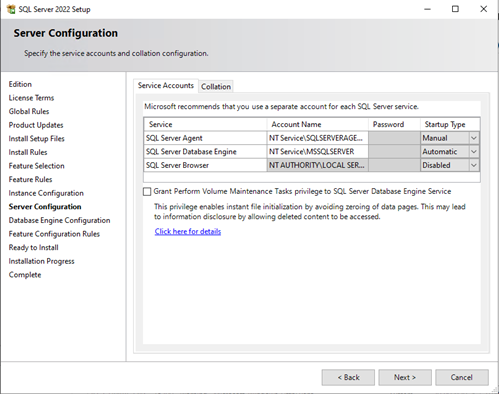 SQL Server 2022 Setup
Server Configuration
Specify the service accounts and collation configuration.
Edition
License Terms
Global Rules
Product Updates
Install Setup Files
Install Rules
Feature Selection
Feature Rules
Instance Configuration
Server Configuration
Database Engine Configuration
Feature Configuration Rules
Ready to Install
Installation Progress
Complete
Service Accounts Collation
Microsoft recommends that you use a separate account for each SQL Server service.
Service Account Name Password Startup Type
SQL Server Agent NT Service\SQLSERVERAGE... Manual
SQL Server Database Engine NT Service\MSSQLSERVER Automatic
SQL Server Browser NT AUTHORITY\LOCAL SER... Disabled
Grant Perform Volume Maintenance Tasks privilege to SQL Server Database Engine Service
This privilege enables instant file initialization by avoiding zeroing of data pages. This may lead
to information disclosure by allowing deleted content to be accessed.
Click here for details
< Back Next > Cancel